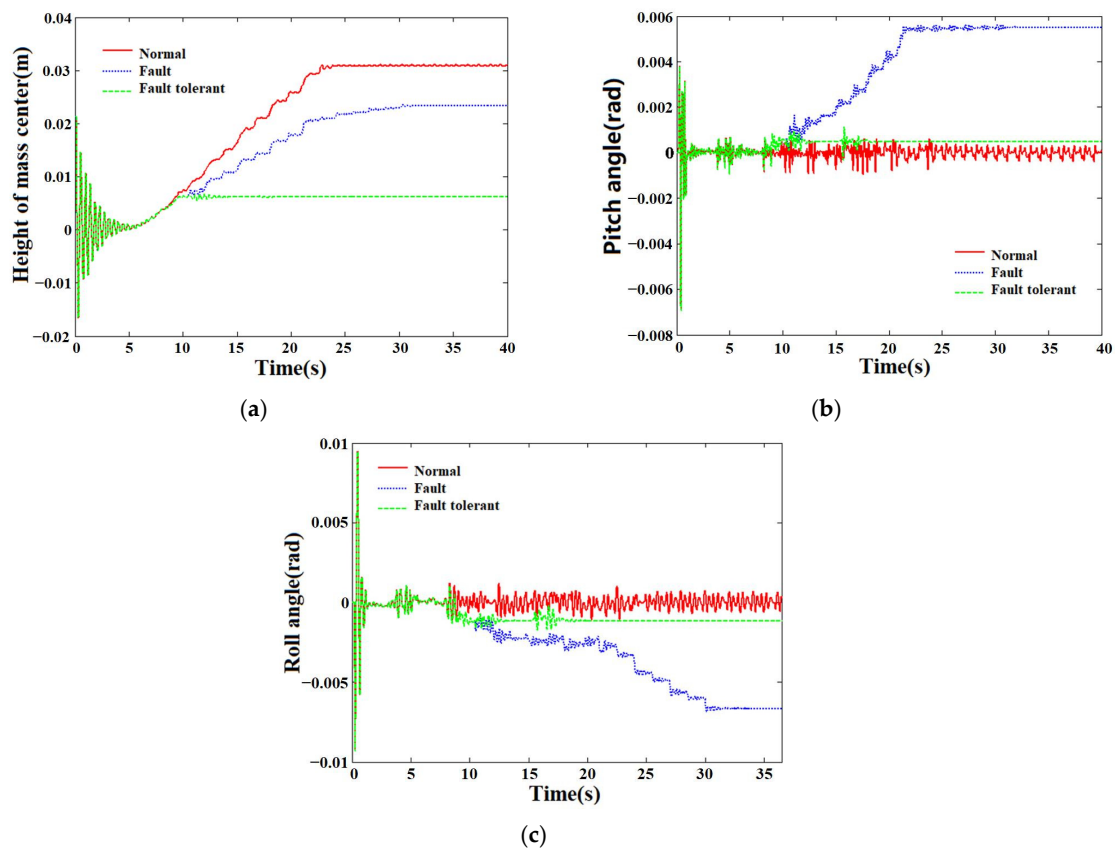 0.04
0.03
0.02
0.01
0
−0.01
−0.02
Height of mass center(m)
Normal
Fault
Fault tolerant
0 5 10 15 20 25 30 35 40
Time(s)
(a)
0.006
0.004
0.002
0
−0.002
−0.004
−0.006
−0.008
Pitch angle(rad)
Normal
Fault
Fault tolerant
0 5 10 15 20 25 30 35 40
Time(s)
(b)
0.01
0.005
0
−0.005
−0.01
Roll angle(rad)
Normal
Fault
Fault tolerant
0 5 10 15 20 25 30 35
Time(s)
(c)